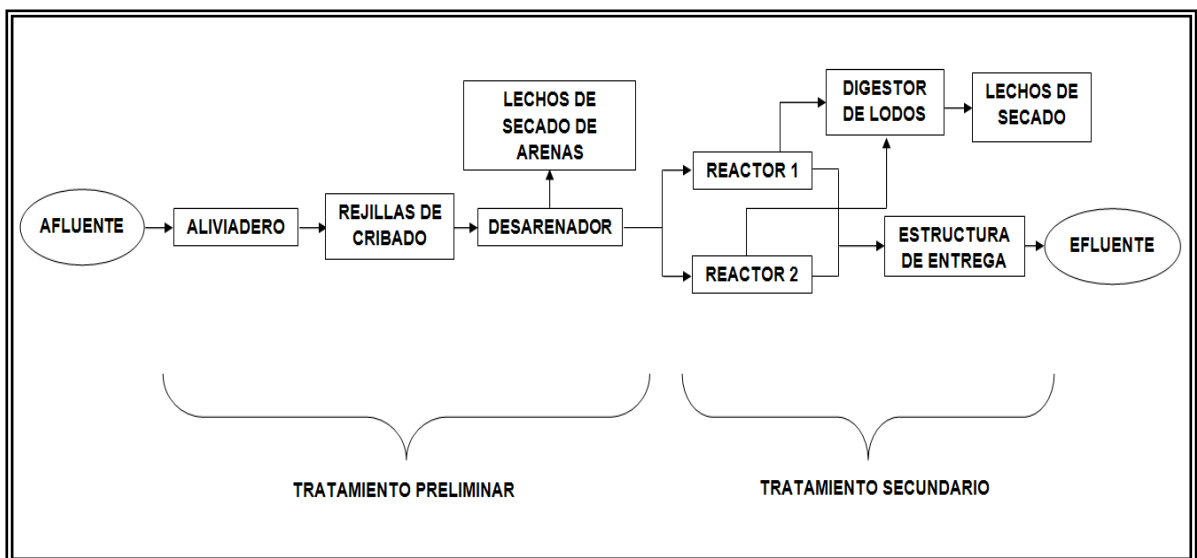 AFLUENTE
ALIVIADERO
REJILLAS DE
CRIBADO
DESARENADOR
LECHOS DE
SECADO DE
ARENAS
REACTOR 1
REACTOR 2
DIGESTOR
DE LODOS
LECHOS DE
SECADO
ESTRUCTURA
DE ENTREGA
EFLUENTE
TRATAMIENTO PRELIMINAR
TRATAMIENTO SECUNDARIO